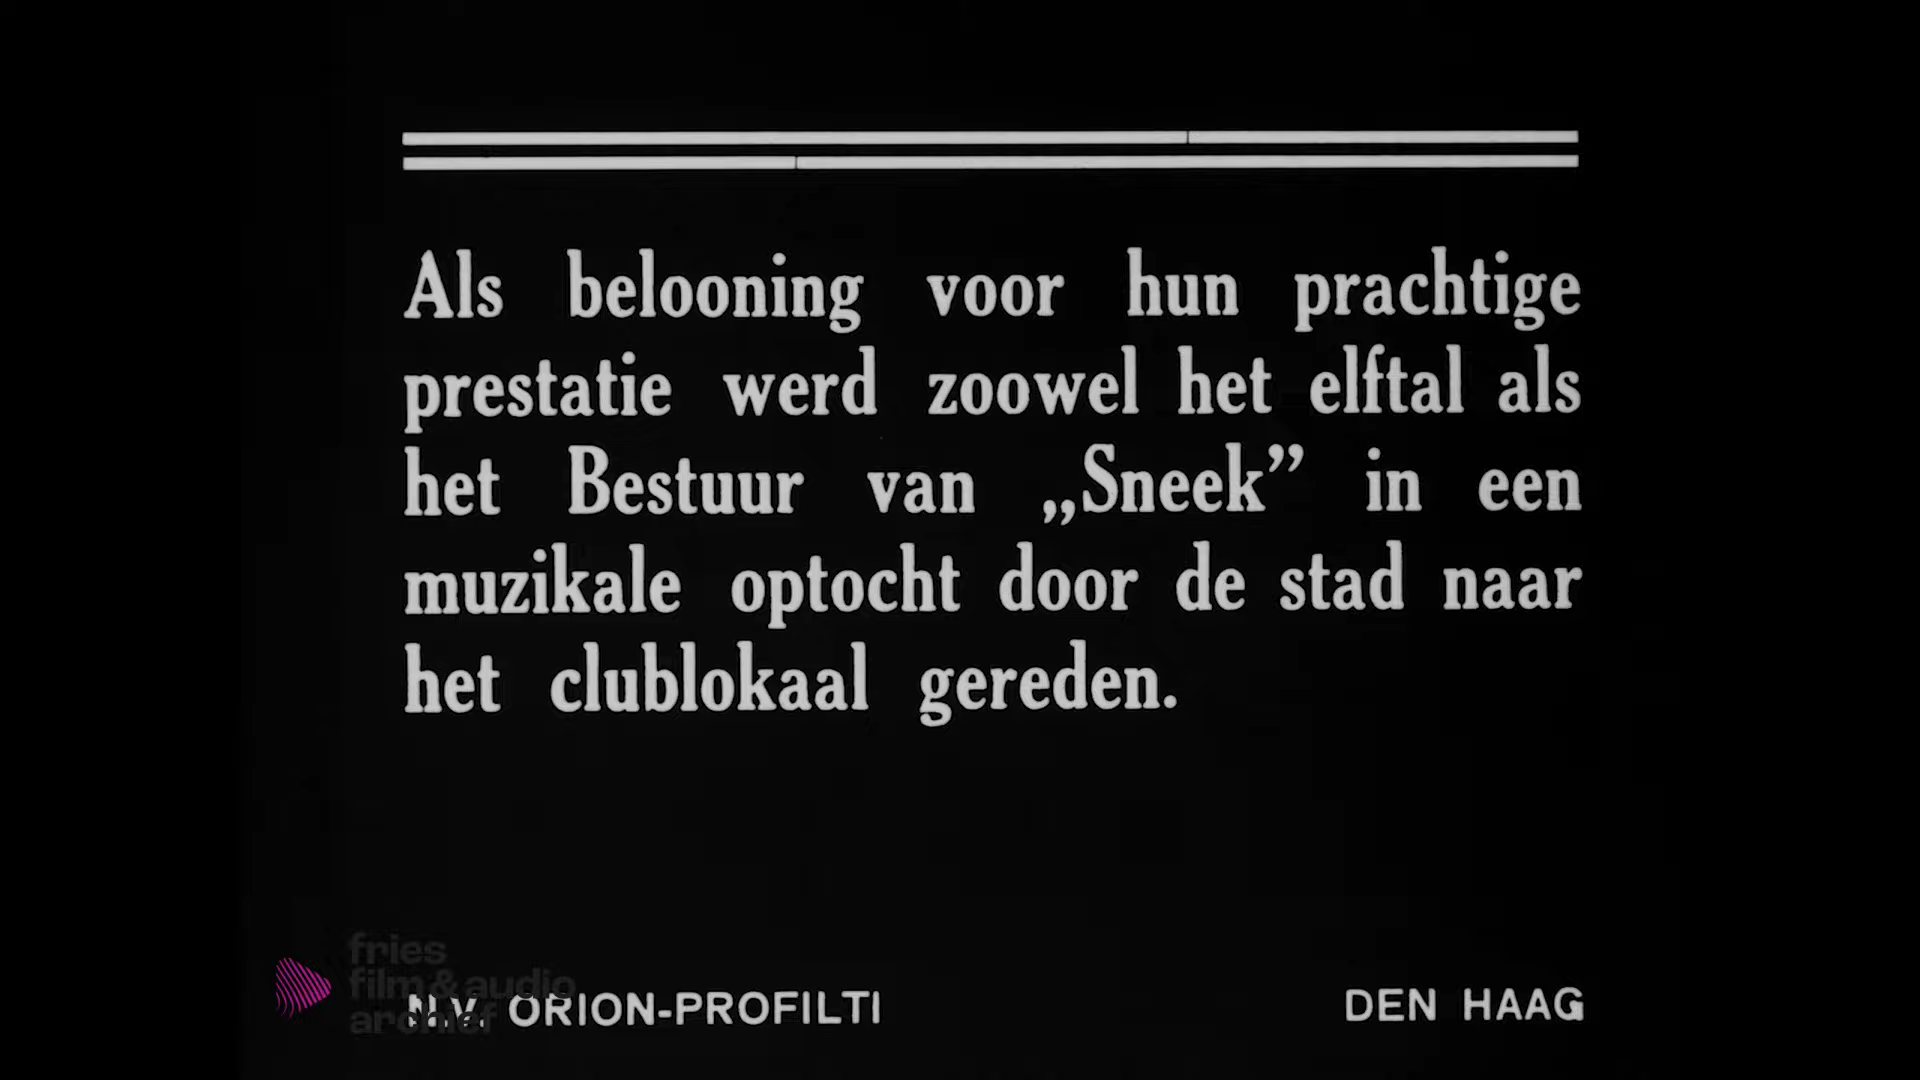 Als belooning voor hun prachtige
prestatie werd zoowel het elftal als
het Bestuur van „Sneek” in een
muzikale optocht door de stad naar
het clublokaal gereden.
fries
film & audio
archief
N.V. ORION-PROFILTI
DEN HAAG